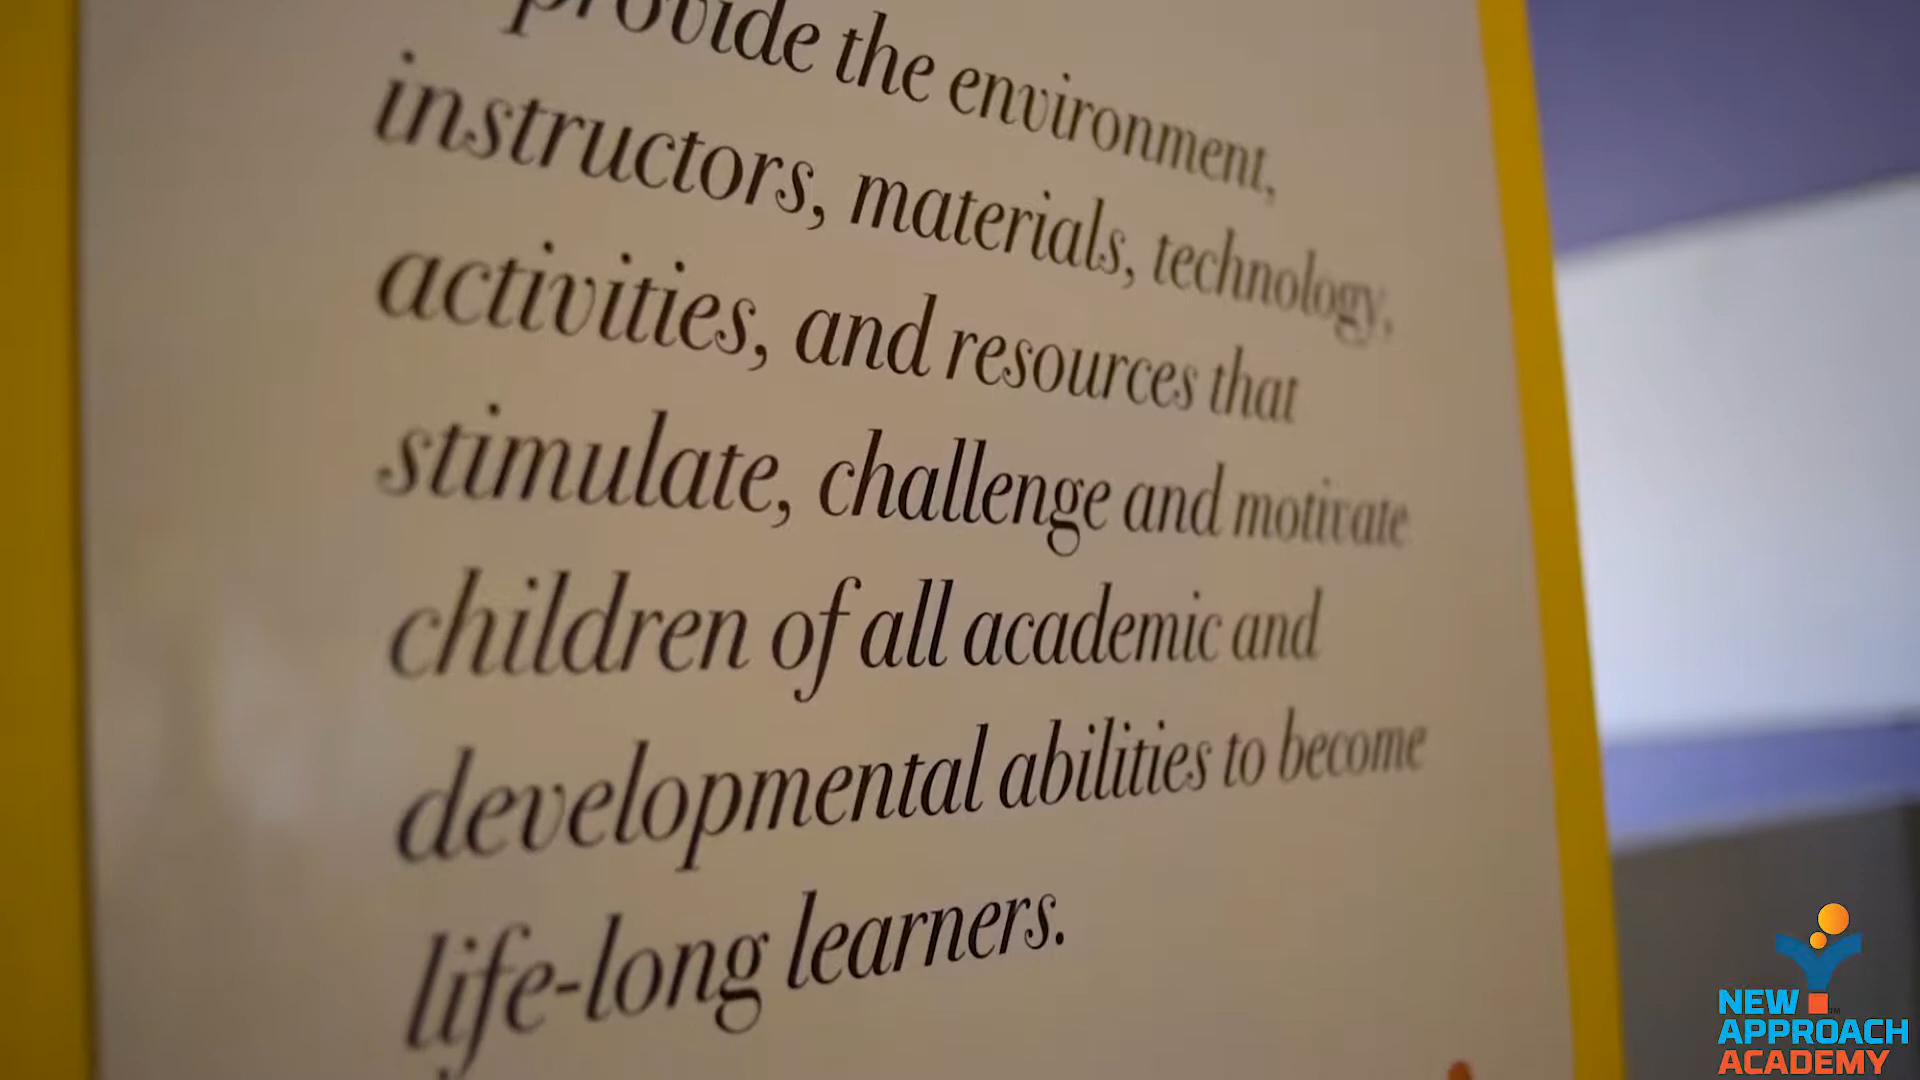 provide the environment,
instructors, materials, technology,
activities, and resources that
stimulate, challenge and motivate
children of all academic and
developmental abilities to become
life-long learners.
NEW
APPROACH
ACADEMY